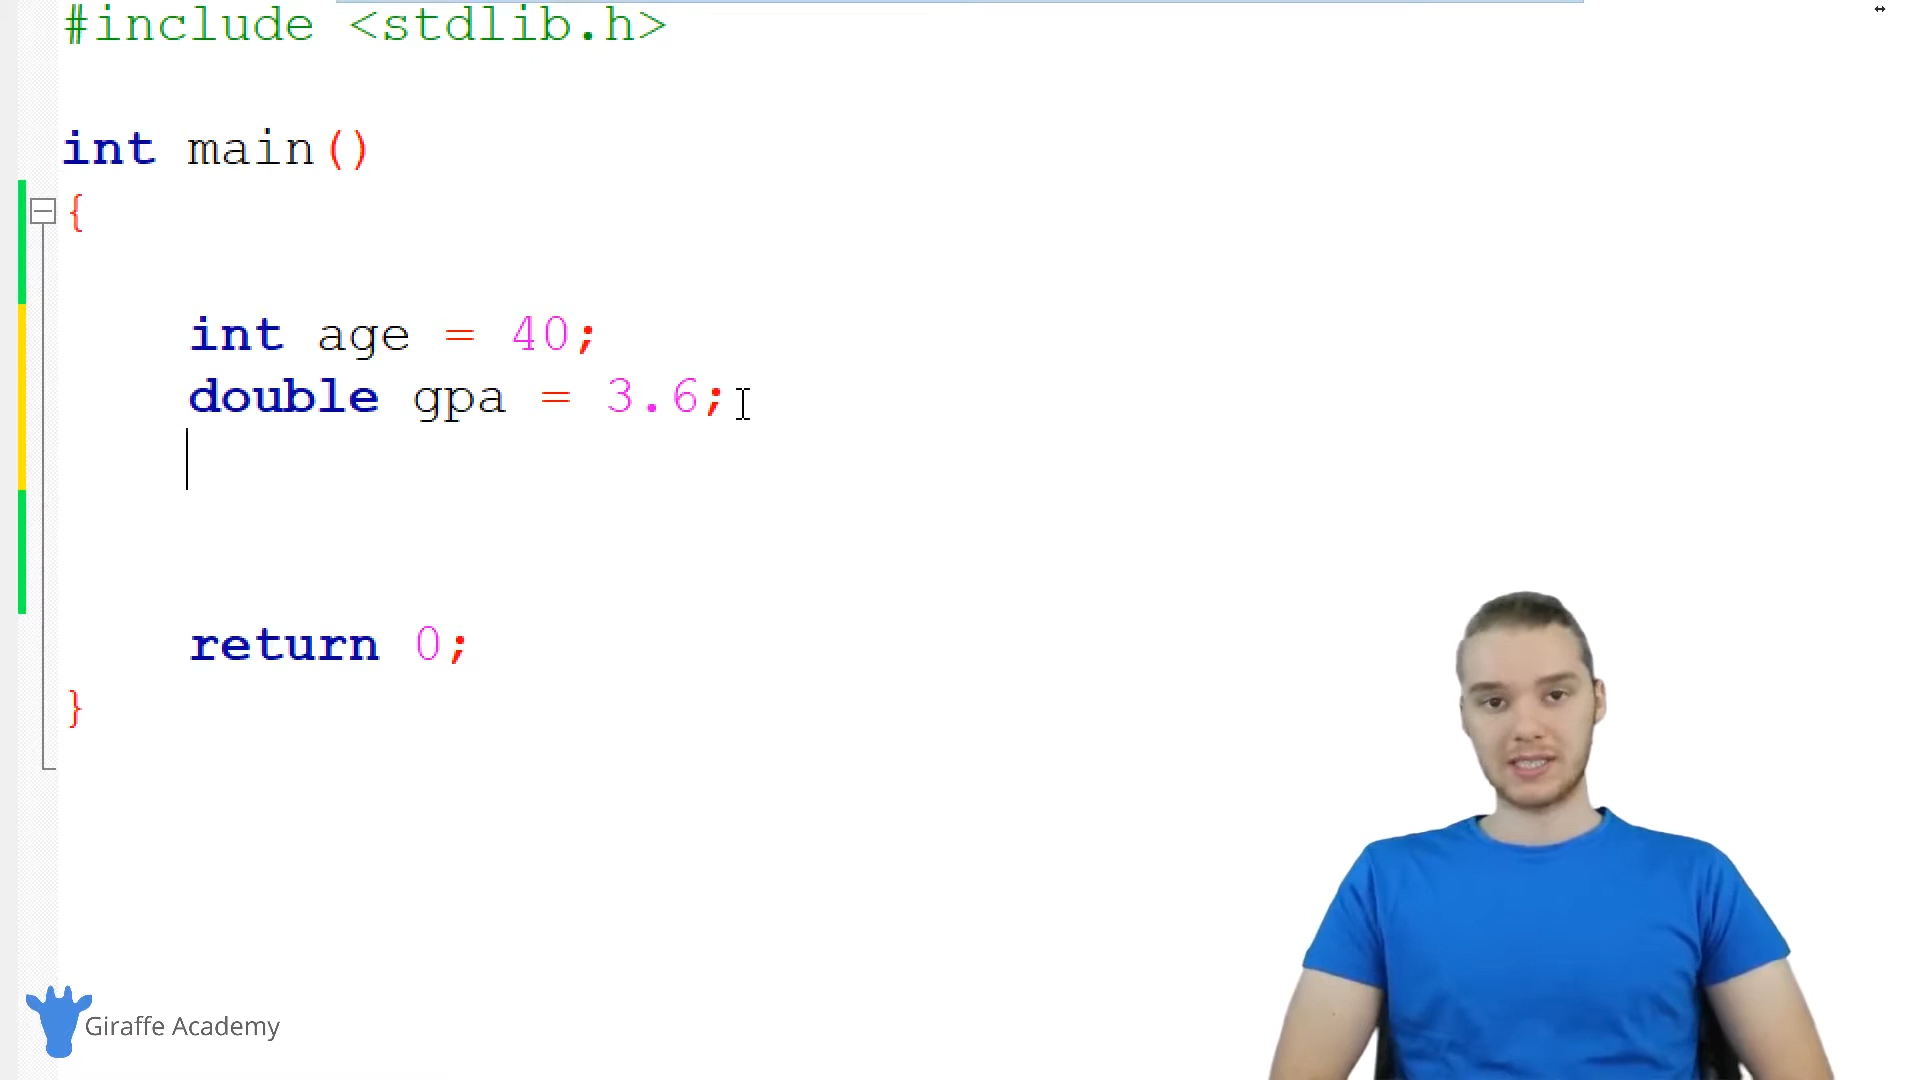 #include <stdlib.h>
int main()
{
int age = 40;
double gpa = 3.6;
return 0;
}
Giraffe Academy